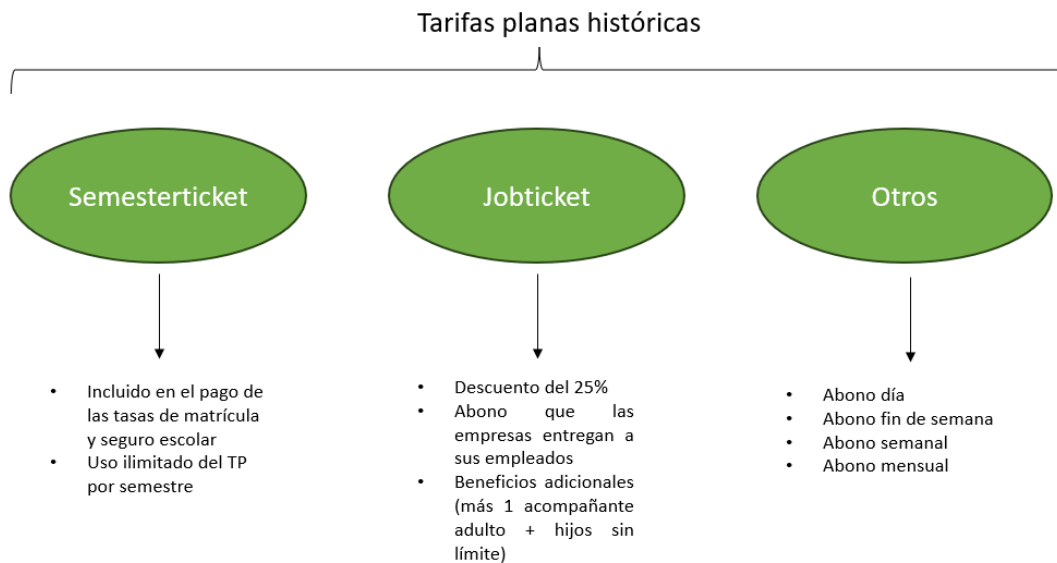 Tarifas planas históricas
Semesterticket
Jobticket
Otros
• Incluido en el pago de
las tasas de matrícula
y seguro escolar
• Uso ilimitado del TP
por semestre
• Descuento del 25%
• Abono que las
empresas entregan a
sus empleados
• Beneficios adicionales
(más 1 acompañante
adulto + hijos sin
límite)
• Abono día
• Abono fin de semana
• Abono semanal
• Abono mensual